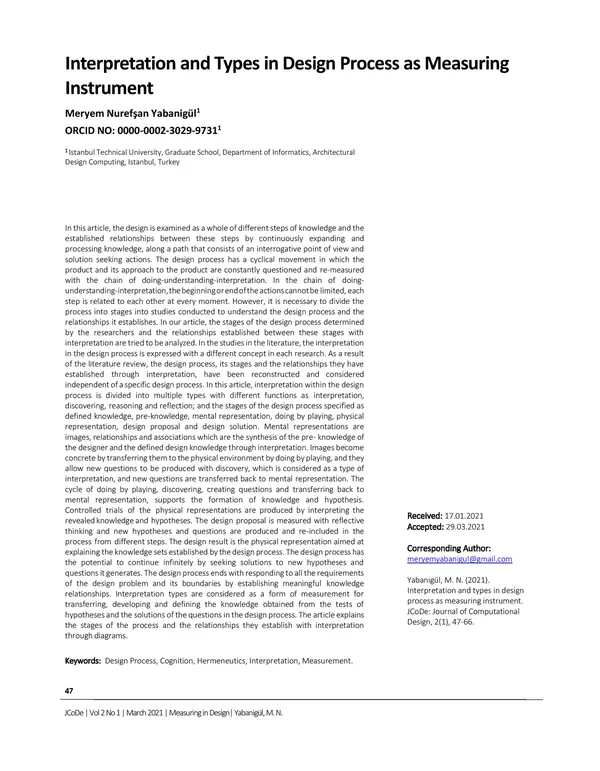 Interpretation and Types in Design Process as Measuring
Instrument
Meryem Nurefşan Yabanigül1
ORCID NO: 0000-0002-3029-97311
1 Istanbul Technical University, Graduate School, Department of Informatics, Architectural
Design Computing, Istanbul, Turkey
In this article, the design is examined as a whole of different steps of knowledge and the
established relationships between these steps by continuously expanding and
processing knowledge, along a path that consists of an interrogative point of view and
solution seeking actions. The design process has a cyclical movement in which the
product and its approach to the product are constantly questioned and re-measured
with the chain of doing-understanding-interpretation. In the chain of doing-
understanding-interpretation, the beginning or end of the actions cannot be limited, each
step is related to each other at every moment. However, it is necessary to divide the
process into stages into studies conducted to understand the design process and the
relationships it establishes. In our article, the stages of the design process determined
by the researchers and the relationships established between these stages with
interpretation are tried to be analyzed. In the studies in the literature, the interpretation
in the design process is expressed with a different concept in each research. As a result
of the literature review, the design process, its stages and the relationships they have
established through interpretation, have been reconstructed and considered
independent of a specific design process. In this article, interpretation within the design
process is divided into multiple types with different functions as interpretation,
discovering, reasoning and reflection; and the stages of the design process specified as
defined knowledge, pre-knowledge, mental representation, doing by playing, physical
representation, design proposal and design solution. Mental representations are
images, relationships and associations which are the synthesis of the pre- knowledge of
the designer and the defined design knowledge through interpretation. Images become
concrete by transferring them to the physical environment by doing by playing, and they
allow new questions to be produced with discovery, which is considered as a type of
interpretation, and new questions are transferred back to mental representation. The
cycle of doing by playing, discovering, creating questions and transferring back to
mental representation, supports the formation of knowledge and hypothesis.
Controlled trials of the physical representations are produced by interpreting the
revealed knowledge and hypotheses. The design proposal is measured with reflective
thinking and new hypotheses and questions are produced and re-included in the
process from different steps. The design result is the physical representation aimed at
explaining the knowledge sets established by the design process. The design process has
the potential to continue infinitely by seeking solutions to new hypotheses and
questions it generates. The design process ends with responding to all the requirements
of the design problem and its boundaries by establishing meaningful knowledge
relationships. Interpretation types are considered as a form of measurement for
transferring, developing and defining the knowledge obtained from the tests of
hypotheses and the solutions of the questions in the design process. The article explains
the stages of the process and the relationships they establish with interpretation
through diagrams.
Received: 17.01.2021
Accepted: 29.03.2021
Corresponding Author:
meryemyabanigul@gmail.com
Yabanigül, M. N. (2021).
Interpretation and types in design
process as measuring instrument.
JCoDe: Journal of Computational
Design, 2(1), 47-66.
Keywords: Design Process, Cognition, Hermeneutics, Interpretation, Measurement.
47
JCoDe | Vol 2 No 1 | March 2021 | Measuring in Design | Yabanigül, M. N.